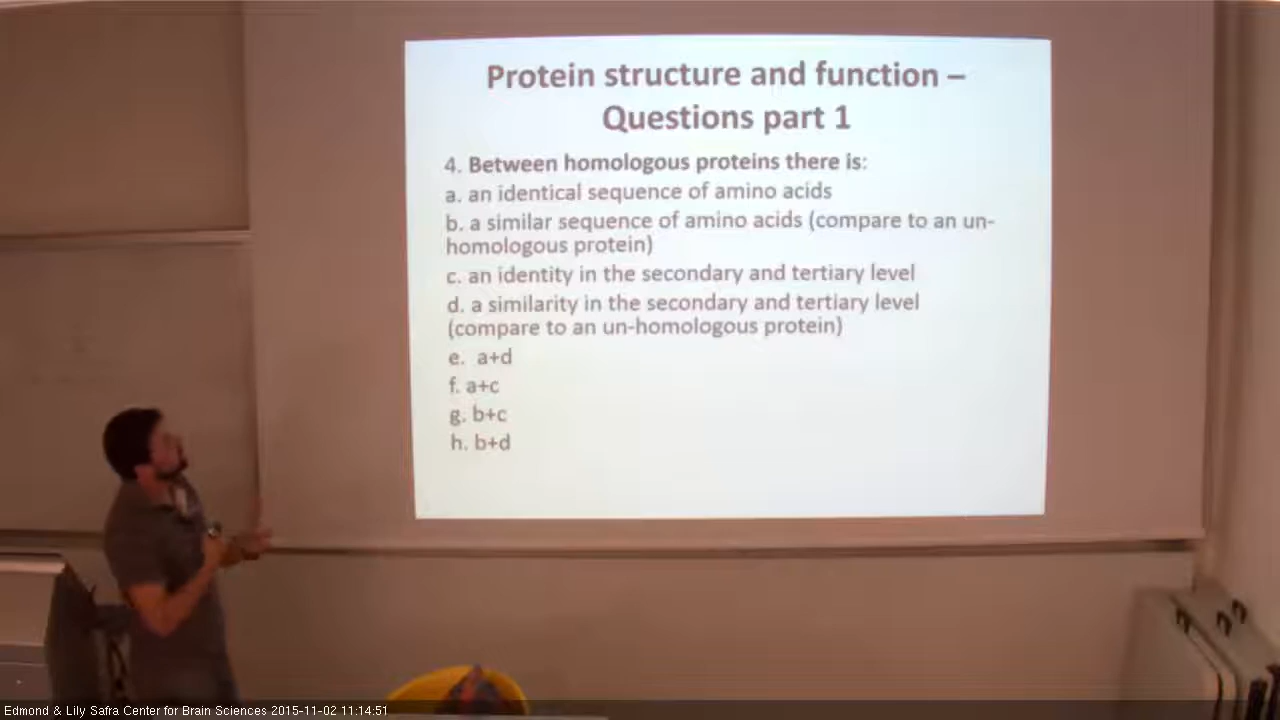 Protein structure and function –
Questions part 1
4. Between homologous proteins there is:
a. an identical sequence of amino acids
b. a similar sequence of amino acids (compare to an un-
homologous protein)
c. an identity in the secondary and tertiary level
d. a similarity in the secondary and tertiary level
(compare to an un-homologous protein)
e. a+d
f. a+c
g. b+c
h. b+d
Edmond & Lily Safra Center for Brain Sciences 2015-11-02 11:14:51